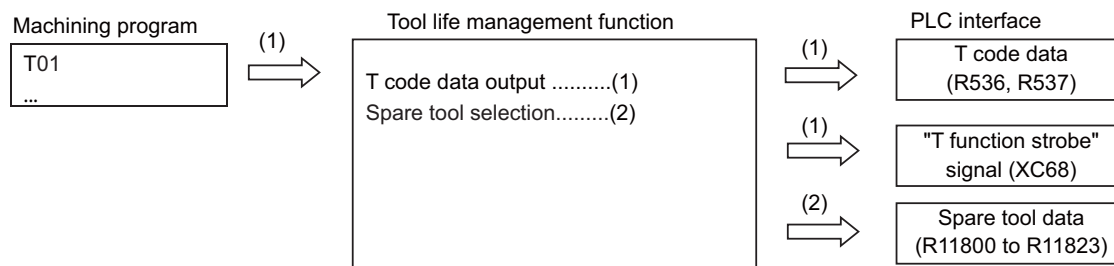 Machining program
T01
...
(1)
Tool life management function
T code data output ..........(1)
Spare tool selection.........(2)
PLC interface
(1)
T code data
(R536, R537)
(1)
"T function strobe"
signal (XC68)
(2)
Spare tool data
(R11800 to R11823)